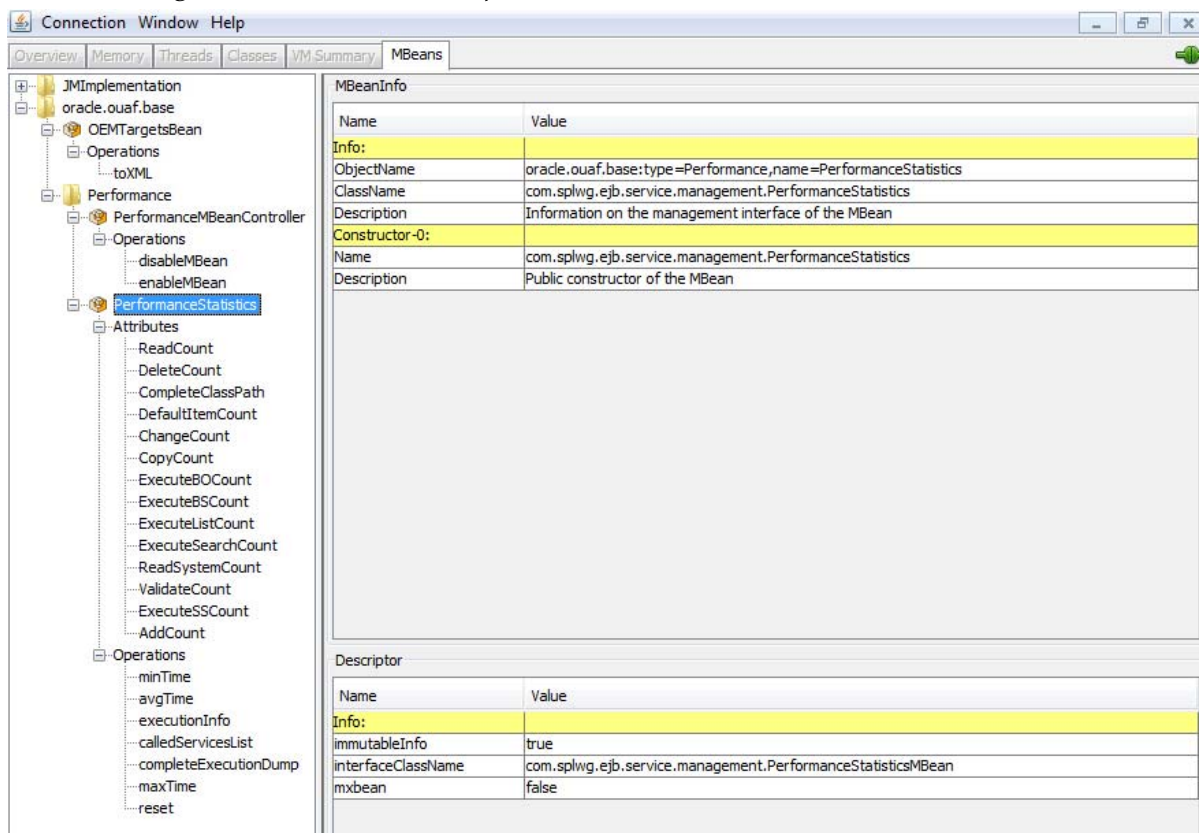 Connection Window Help
Overview Memory Threads Classes VM Summary MBeans
JMImplementation
oracle.ouaf.base
OEMTargetsBean
Operations
toXML
Performance
PerformanceMBeanController
Operations
disableMBean
enableMBean
PerformanceStatistics
Attributes
ReadCount
DeleteCount
CompleteClassPath
DefaultItemCount
ChangeCount
CopyCount
ExecuteBOCount
ExecuteBSCount
ExecuteListCount
ExecuteSearchCount
ReadSystemCount
ValidateCount
ExecuteSSCount
AddCount
Operations
minTime
avgTime
executionInfo
calledServicesList
completeExecutionDump
maxTime
reset
MBeanInfo
Name Value
Info:
ObjectName oracle.ouaf.base:type=Performance,name=PerformanceStatistics
ClassName com.splwg.ejb.service.management.PerformanceStatistics
Description Information on the management interface of the MBean
Constructor-0:
Name com.splwg.ejb.service.management.PerformanceStatistics
Description Public constructor of the MBean
Descriptor
Name Value
Info:
immutableInfo true
interfaceClassName com.splwg.ejb.service.management.PerformanceStatisticsMBean
mxbean false